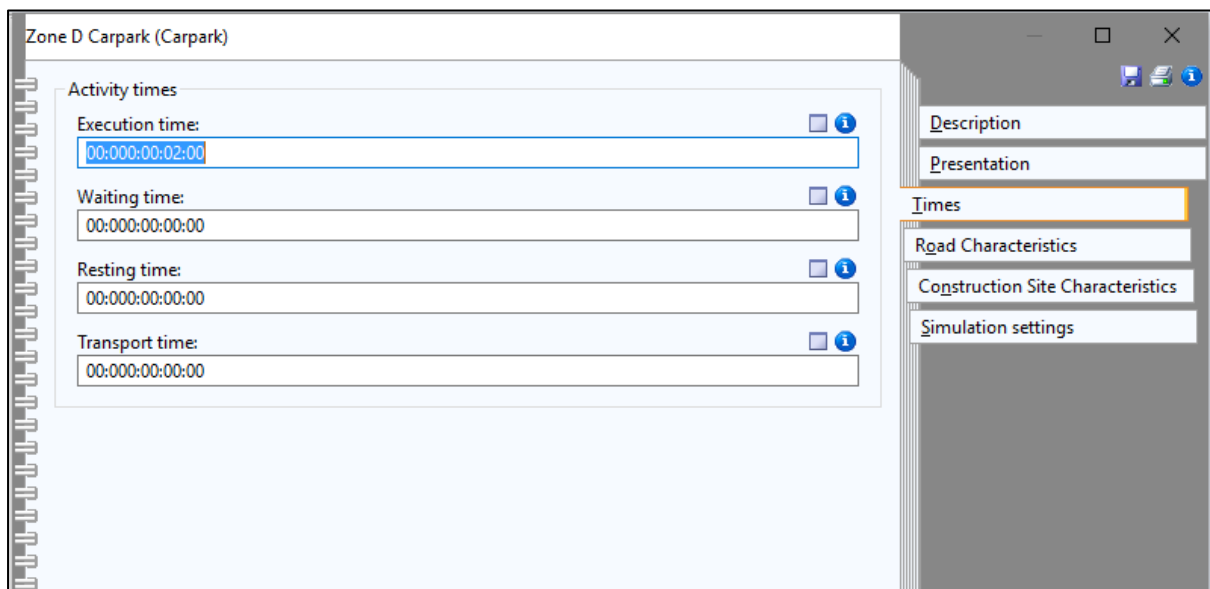 Zone D Carpark (Carpark)
Activity times
Execution time:
00:000:00:02:00
Waiting time:
00:000:00:00:00
Resting time:
00:000:00:00:00
Transport time:
00:000:00:00:00
Description
Presentation
Times
Road Characteristics
Construction Site Characteristics
Simulation settings